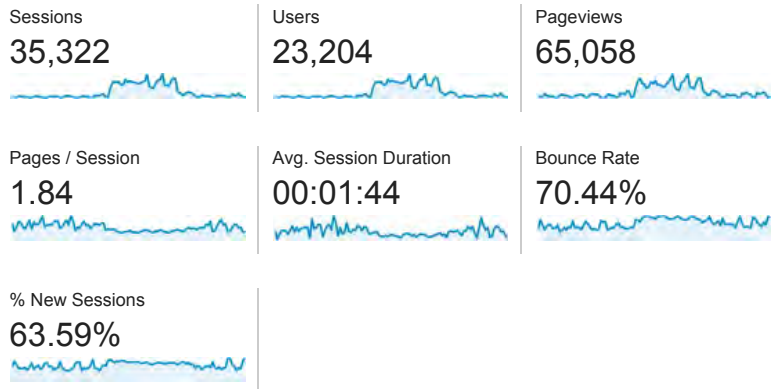 Sessions
35,322
Users
23,204
Pageviews
65,058
Pages / Session
1.84
Avg. Session Duration
00:01:44
Bounce Rate
70.44%
% New Sessions
63.59%